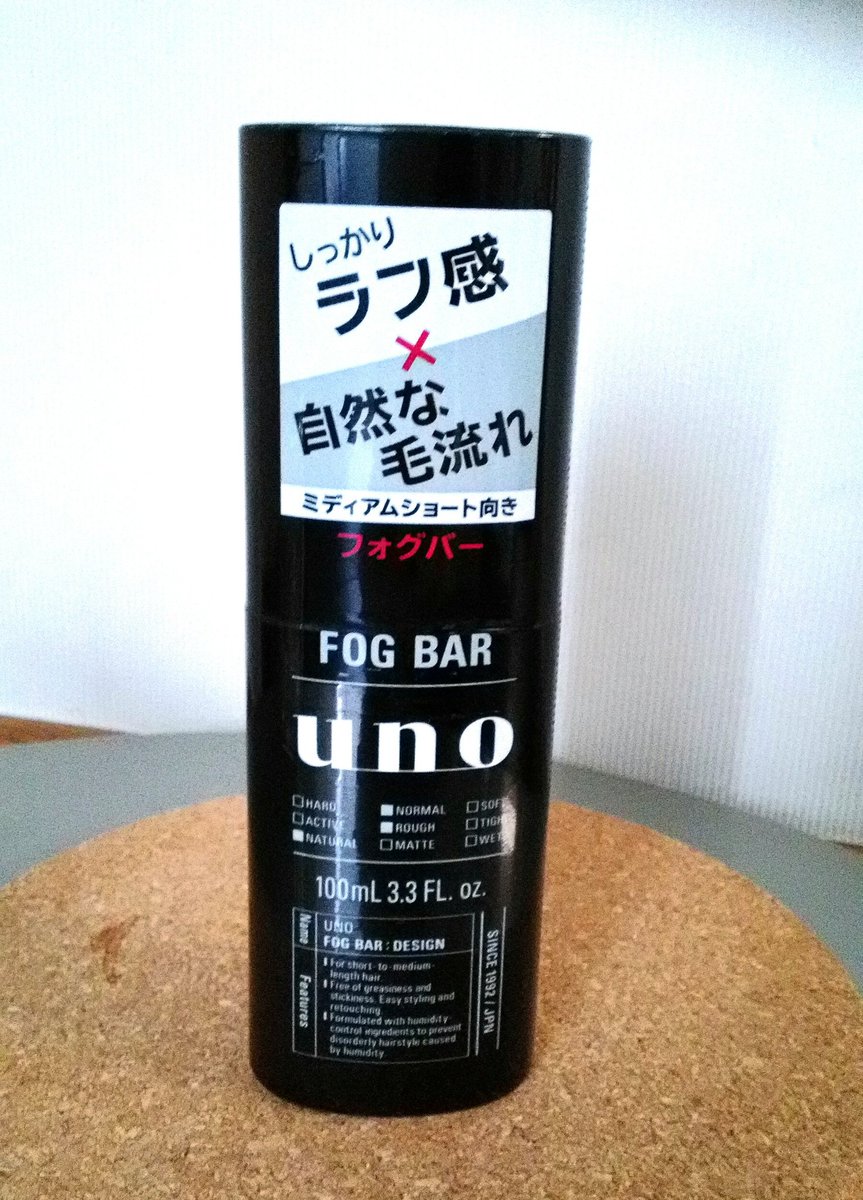 しっかり
ラフ感
×
自然な
毛流れ
ミディアムショート向き
フォグバー
FOG BAR
uno
□HARD ■NORMAL □SOFT
□ACTIVE ■ROUGH □TIGHT
■NATURAL □MATTE □WET
100mL 3.3 FL. oz.
Name
UNO
FOG BAR : DESIGN
Features
For short-to-medium-
length hair.
Free of greasiness and
stickiness. Easy styling and
retouching.
Formulated with humidity-
control ingredients to prevent
disorderly hairstyle caused
by humidity.
SINCE 1992 / JPN